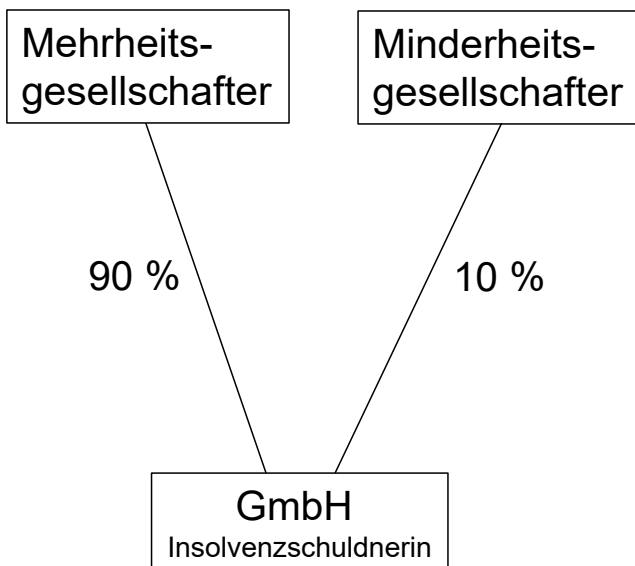 Mehrheits-
gesellschafter
Minderheits-
gesellschafter
90 %
10 %
GmbH
Insolvenzschuldnerin